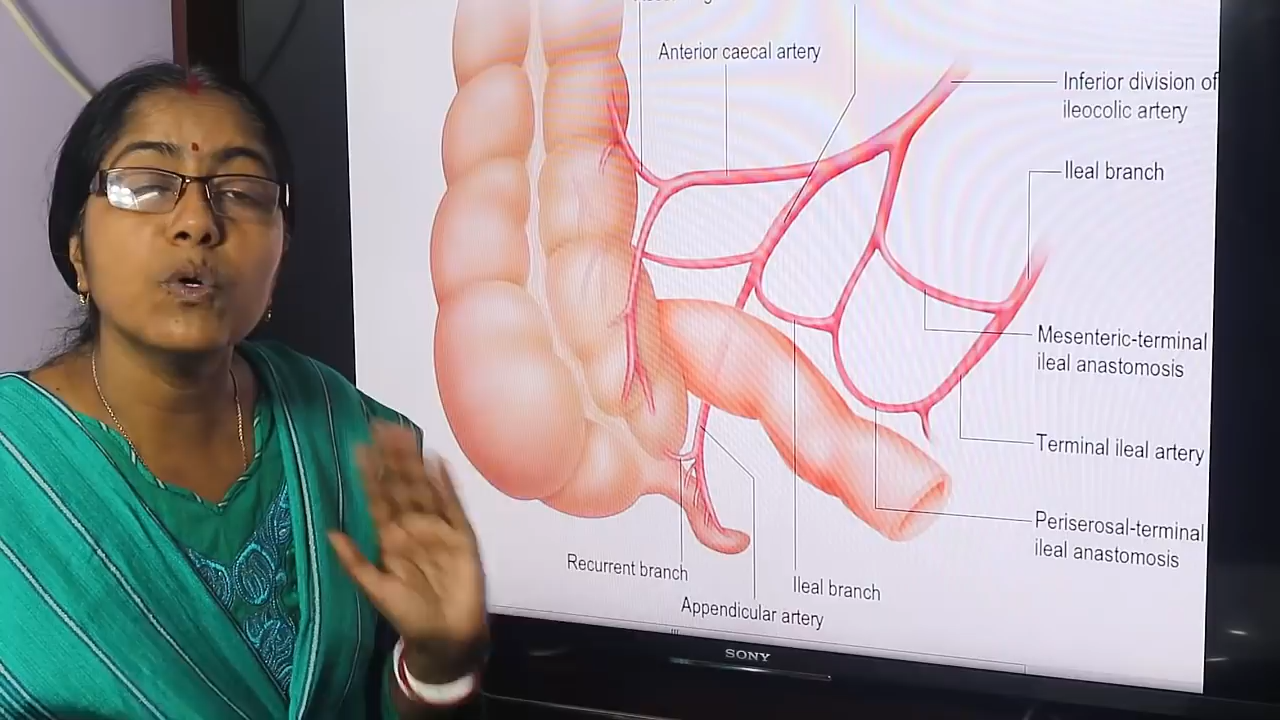 Anterior caecal artery
Inferior division of
ileocolic artery
Ileal branch
Mesenteric-terminal
ileal anastomosis
Terminal ileal artery
Periserosal-terminal
ileal anastomosis
Recurrent branch
Ileal branch
Appendicular artery
SONY